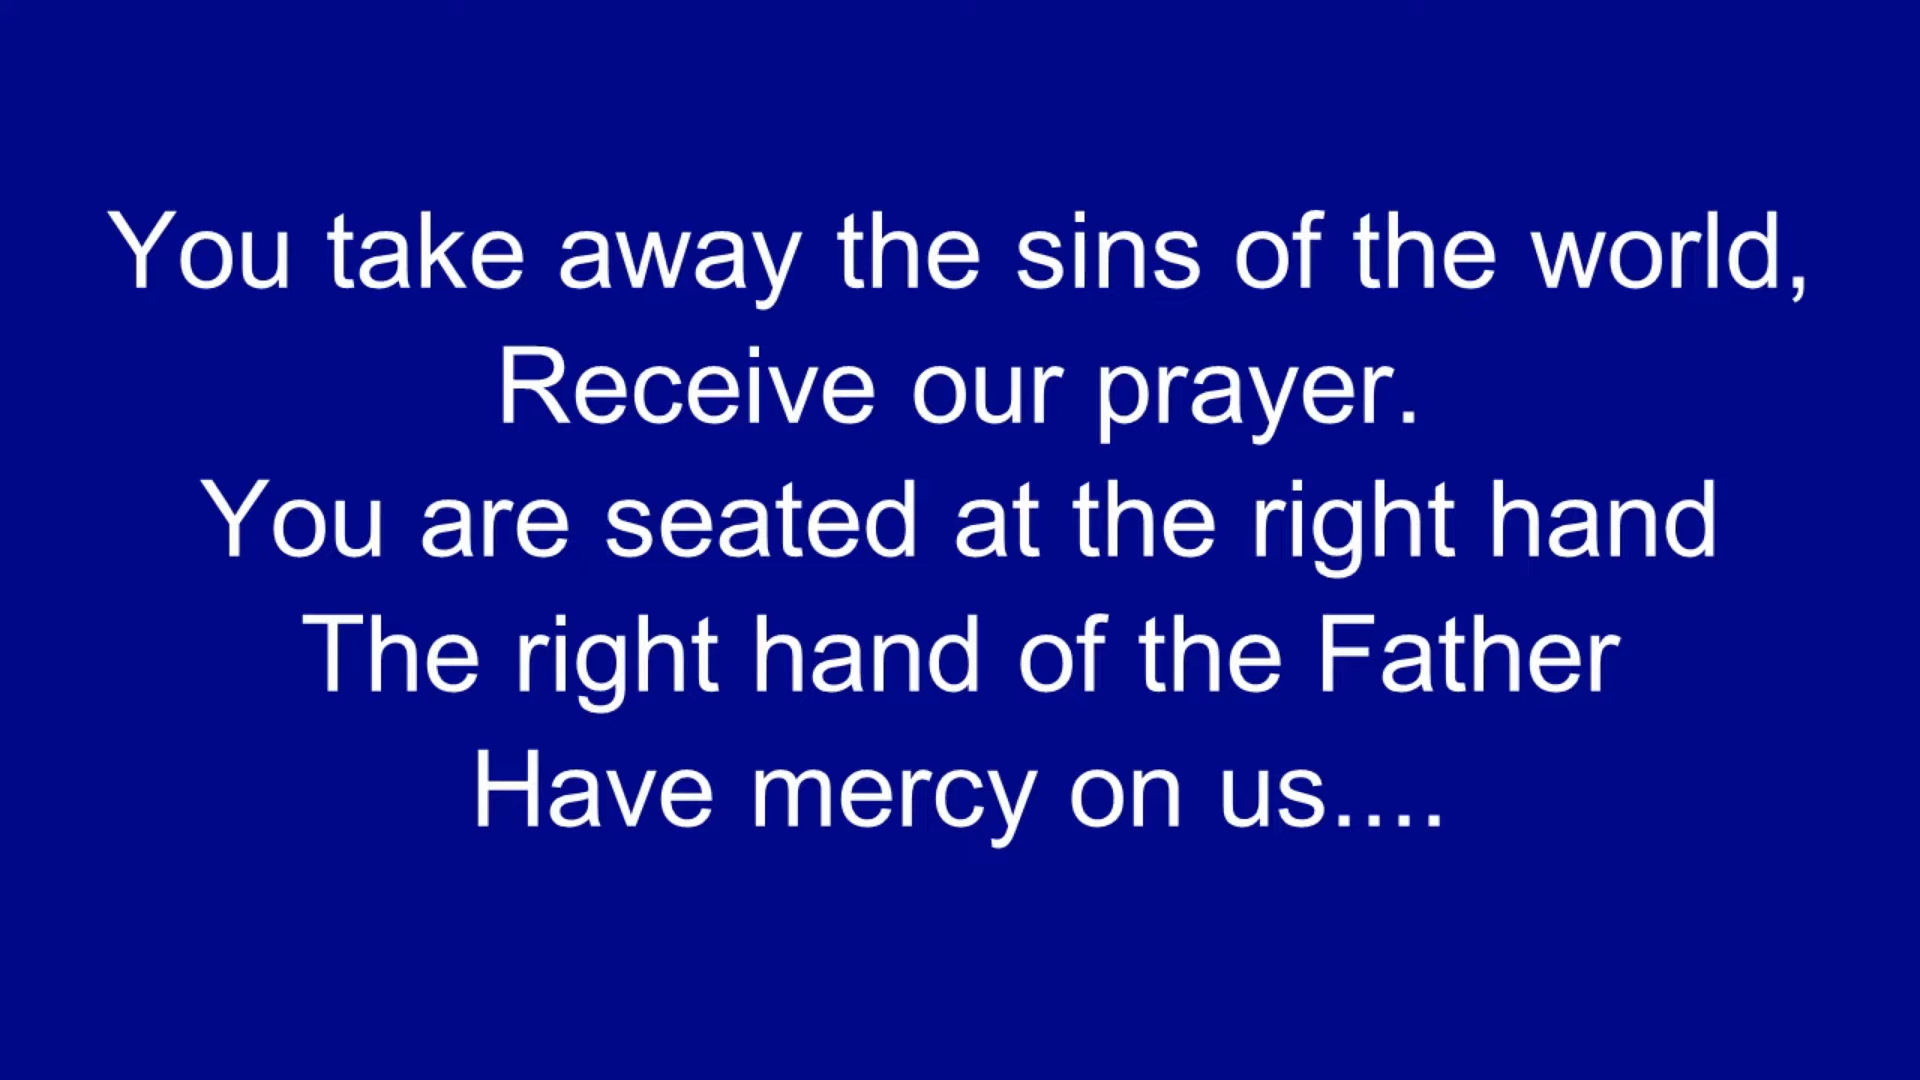 You take away the sins of the world,
Receive our prayer.
You are seated at the right hand
The right hand of the Father
Have mercy on us....